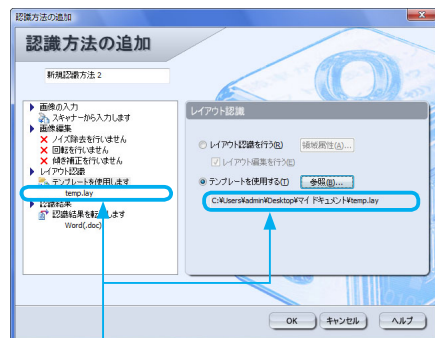 認識方法の追加
認識方法の追加
新規認識方法 2
画像の入力
スキャナーから入力します
画像編集
ノイズ除去を行いません
回転を行いません
傾き補正を行いません
レイアウト認識
テンプレートを使用します
temp.lay
認識結果
認識結果を転送します
Word(.doc)
レイアウト認識
レイアウト認識を行う(R)
領域属性(A)...
レイアウト編集を行う(E)
テンプレートを使用する(T)
参照(B)...
C:¥Users¥admin¥Desktop¥マイ ドキュメント¥temp.lay
OK
キャンセル
ヘルプ